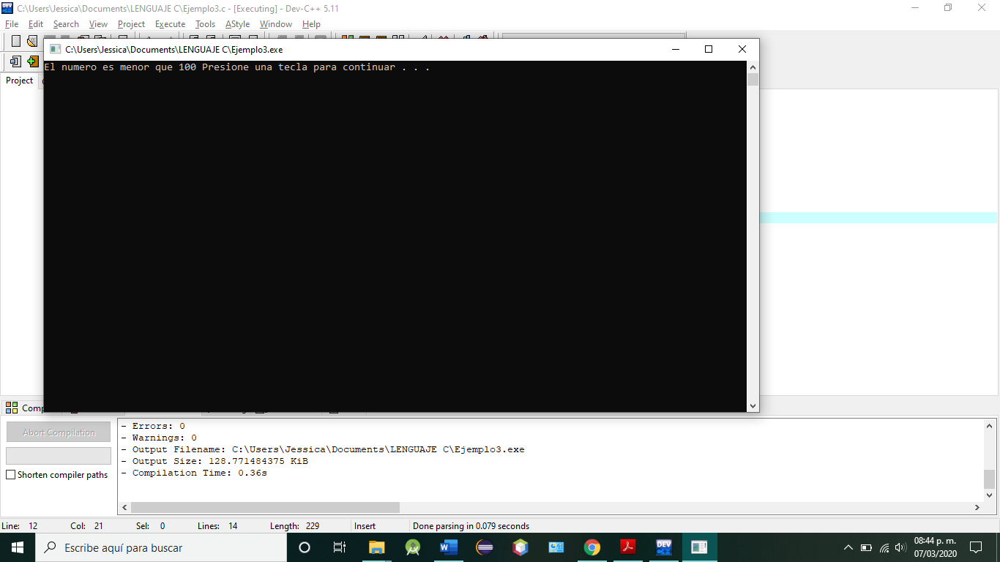 C:\Users\Jessica\Documents\LENGUAJE C\Ejemplo3.c - [Executing] - Dev-C++ 5.11
File Edit Search View Project Execute Tools AStyle Window Help
C:\Users\Jessica\Documents\LENGUAJE C\Ejemplo3.exe
El numero es menor que 100 Presione una tecla para continuar . . .
Project
Comp
Abort Compilation
Shorten compiler paths
- Errors: 0
- Warnings: 0
- Output Filename: C:\Users\Jessica\Documents\LENGUAJE C\Ejemplo3.exe
- Output Size: 128.771484375 KiB
- Compilation Time: 0.36s
Line: 12 Col: 21 Sel: 0 Lines: 14 Length: 229 Insert Done parsing in 0.079 seconds
Escribe aquí para buscar
08:44 p. m.
07/03/2020